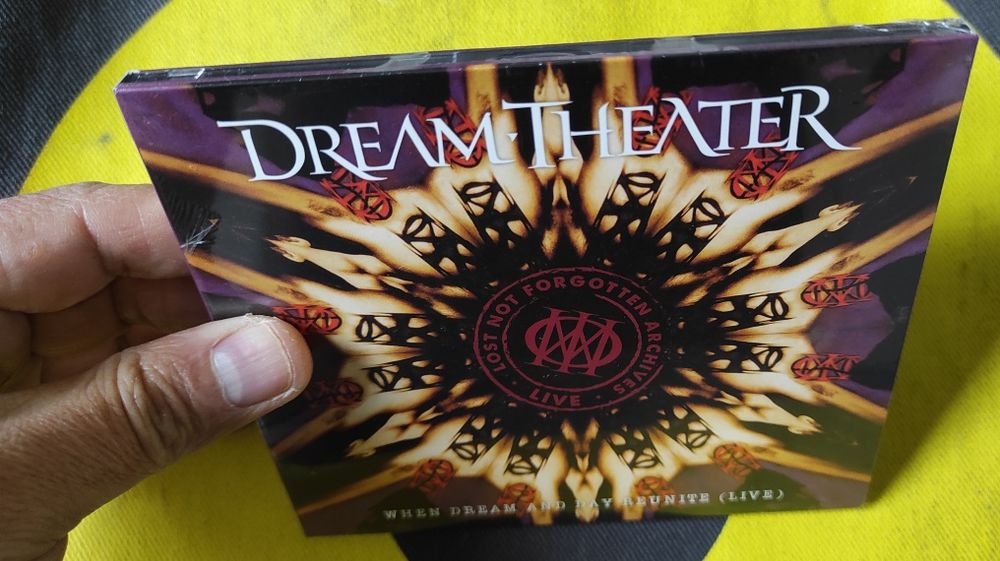 DREAM·THEATER
LOST NOT FORGOTTEN ARCHIVES
· LIVE ·
WHEN DREAM AND DAY REUNITE (LIVE)